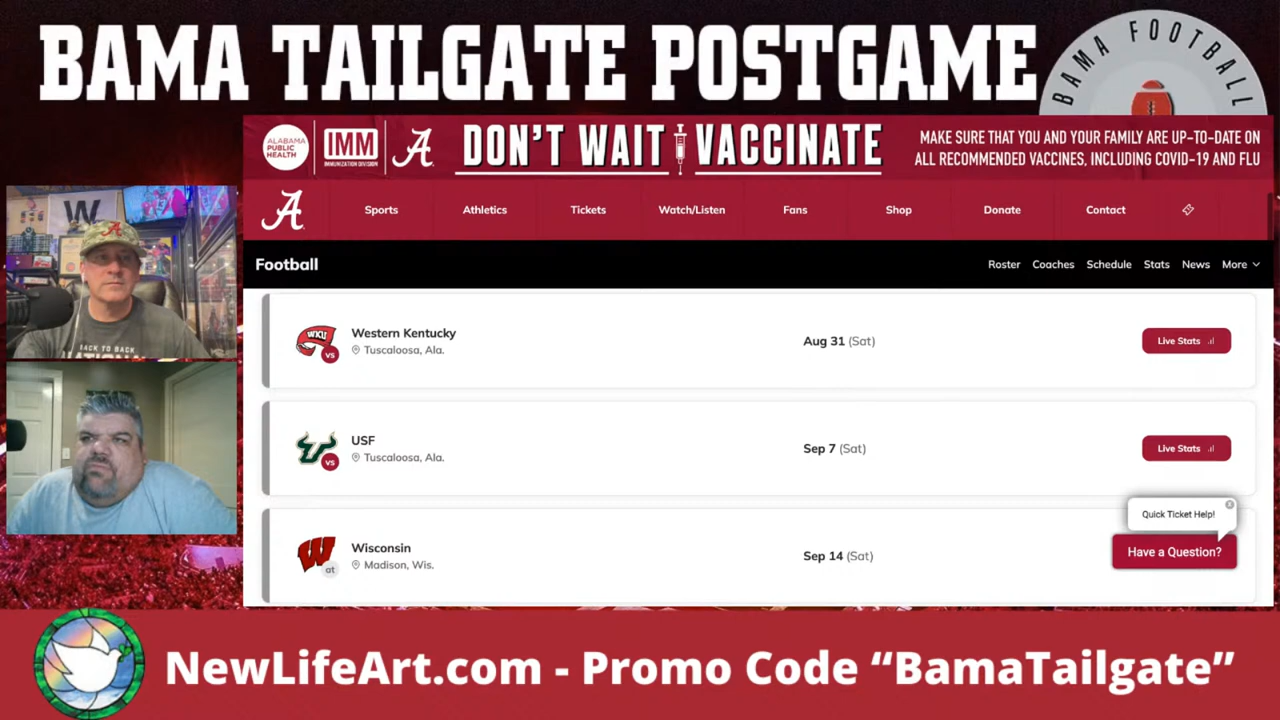 BAMA TAILGATE POSTGAME
BAMA FOOTBALL
ALABAMA
PUBLIC
HEALTH
IMM
IMMUNIZATION DIVISION
A
DON'T WAIT VACCINATE
MAKE SURE THAT YOU AND YOUR FAMILY ARE UP-TO-DATE ON
ALL RECOMMENDED VACCINES, INCLUDING COVID-19 AND FLU
A
Sports Athletics Tickets Watch/Listen Fans Shop Donate Contact
Football
Roster Coaches Schedule Stats News More
W
A
BACK TO BACK
WKU
VS
Western Kentucky
Tuscaloosa, Ala.
Aug 31 (Sat)
Live Stats
VS
USF
Tuscaloosa, Ala.
Sep 7 (Sat)
Live Stats
W
at
Wisconsin
Madison, Wis.
Sep 14 (Sat)
Quick Ticket Help!
x
Have a Question?
NewLifeArt.com - Promo Code “BamaTailgate”